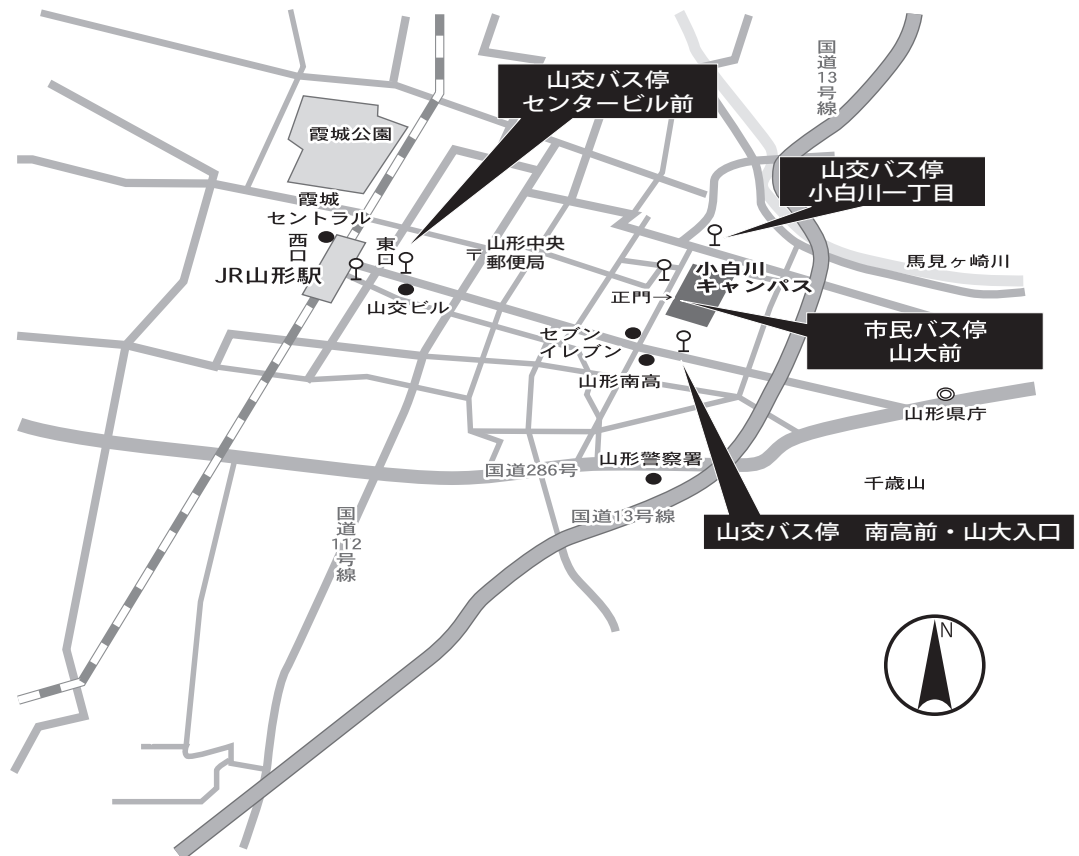 国道13号線
山交バス停
センタービル前
霞城公園
山交バス停
小白川一丁目
霞城
セントラル
西口
東口
〒山形中央
郵便局
JR山形駅
山交ビル
小白川
キャンパス
正門→
馬見ヶ崎川
市民バス停
山大前
セブン
イレブン
山形南高
山形県庁
国道286号
山形警察署
千歳山
国道13号線
山交バス停 南高前・山大入口
国道112号線
N